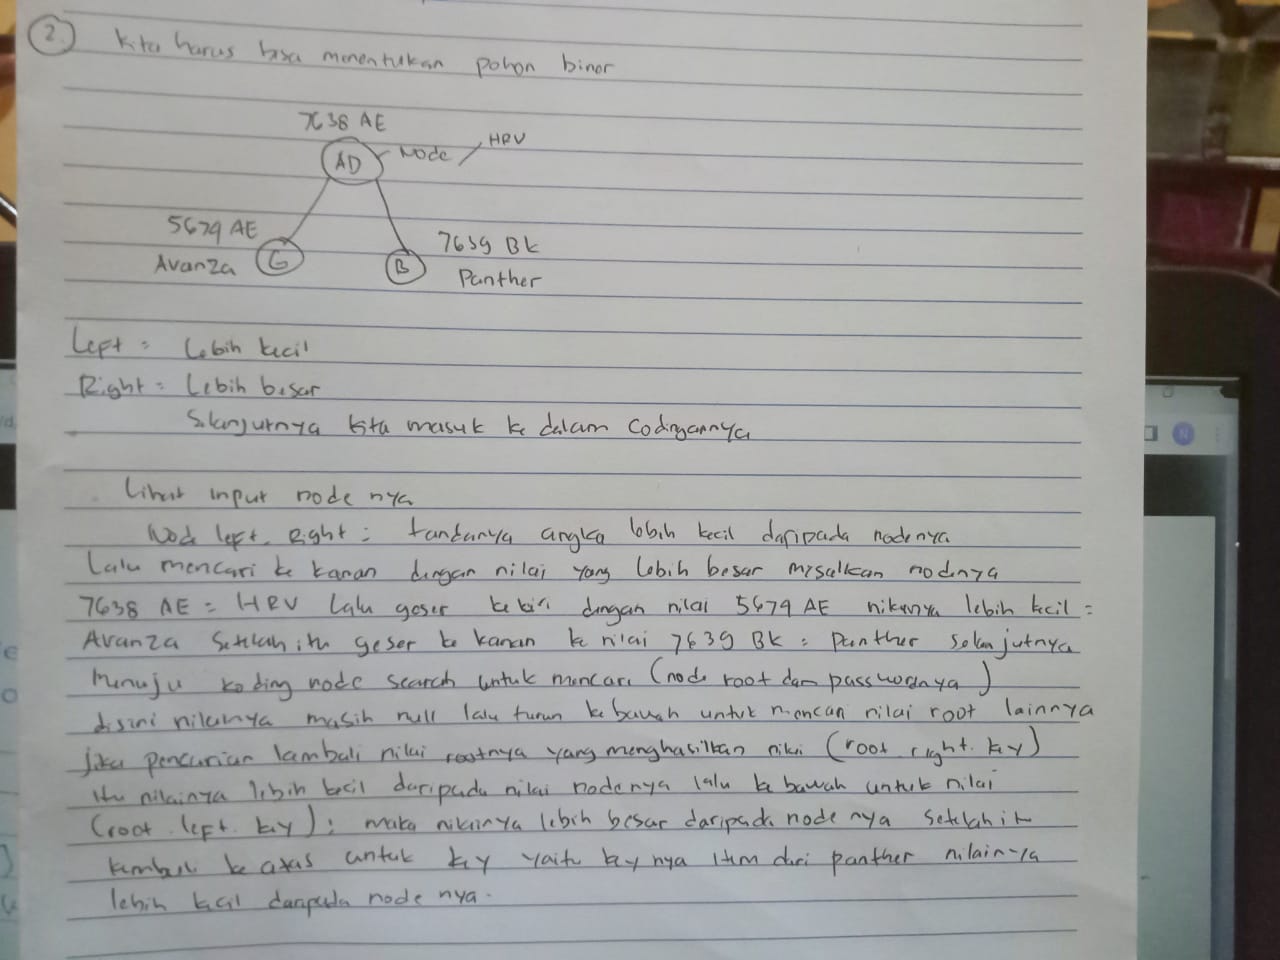 2. Kita harus bisa menentukan pohon biner
7638 AE
AD Node / HRV
5679 AE
Avanza G
7639 BK
B Panther
Left = Lebih kecil
Right = Lebih besar
Selanjutnya kita masuk ke dalam codingannya
Lihat input node nya
Node left. Right : tandanya angka lebih kecil daripada nodenya
Lalu mencari ke kanan dengan nilai yang lebih besar misalkan nodenya
7638 AE = HRV Lalu geser ke kiri dengan nilai 5679 AE nilainya lebih kecil =
Avanza Setelah itu geser ke kanan ke nilai 7639 BK = Panther selanjutnya
Menuju koding node search untuk mencari (node root dan passwordnya)
disini nilainya masih null lalu turun ke bawah untuk mencari nilai root lainnya
jika pencarian kembali nilai rootnya yang menghasilkan nilai (root right. key)
itu nilainya lebih kecil daripada nilai nodenya lalu ke bawah untuk nilai
(root. left. key) : maka nilainya lebih besar daripada node nya Setelah itu
kembali ke atas untuk key yaitu key nya item dari panther nilainya
lebih kecil daripada node nya.